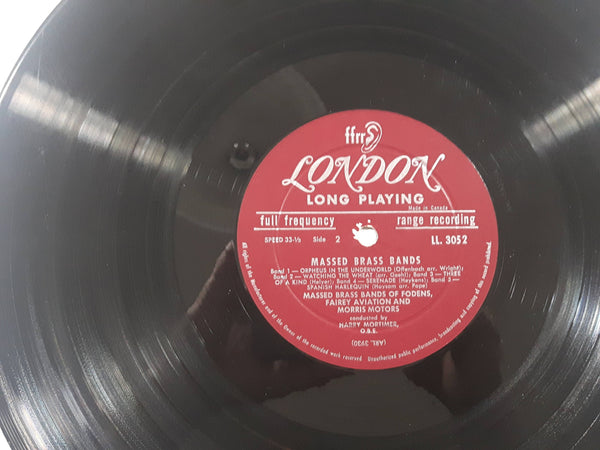 ffrr
LONDON
LONG PLAYING
Made in Canada
full frequency range recording
SPEED 33-⅓ Side 2 LL. 3052
MASSED BRASS BANDS
Band 1 — ORPHEUS IN THE UNDERWORLD (Offenbach arr. Wright);
Band 2 — WATCHING THE WHEAT (arr. Geehl); Band 3 — THREE
OF A KIND (Helyer); Band 4 — SERENADE (Heykens); Band 5 —
SPANISH HARLEQUIN (Huysom arr. Pope)
MASSED BRASS BANDS OF FODENS,
FAIREY AVIATION AND
MORRIS MOTORS
conducted by
HARRY MORTIMER,
O.B.E.
(ARL. 3930)
All rights of the Manufacturer and of the Owner of the recorded work reserved Unauthorised public performance, broadcasting and copying of this record prohibited.